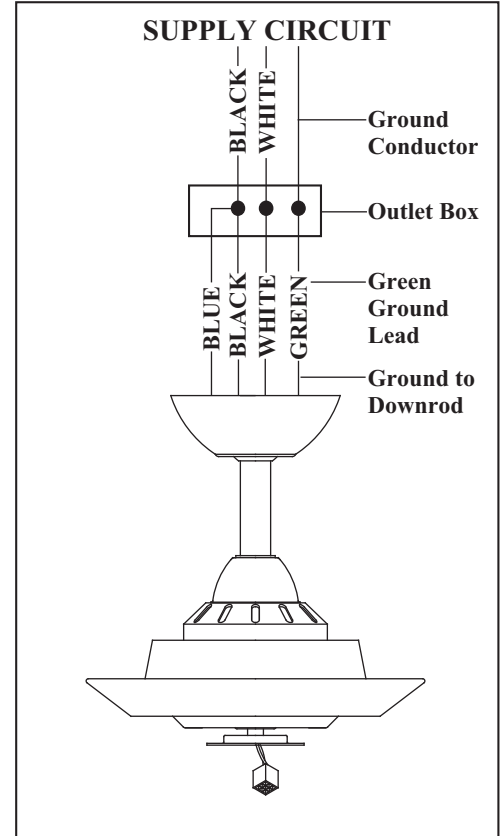 SUPPLY CIRCUIT
BLACK
WHITE
Ground
Conductor
Outlet Box
BLUE
BLACK
WHITE
GREEN
Green
Ground
Lead
Ground to
Downrod